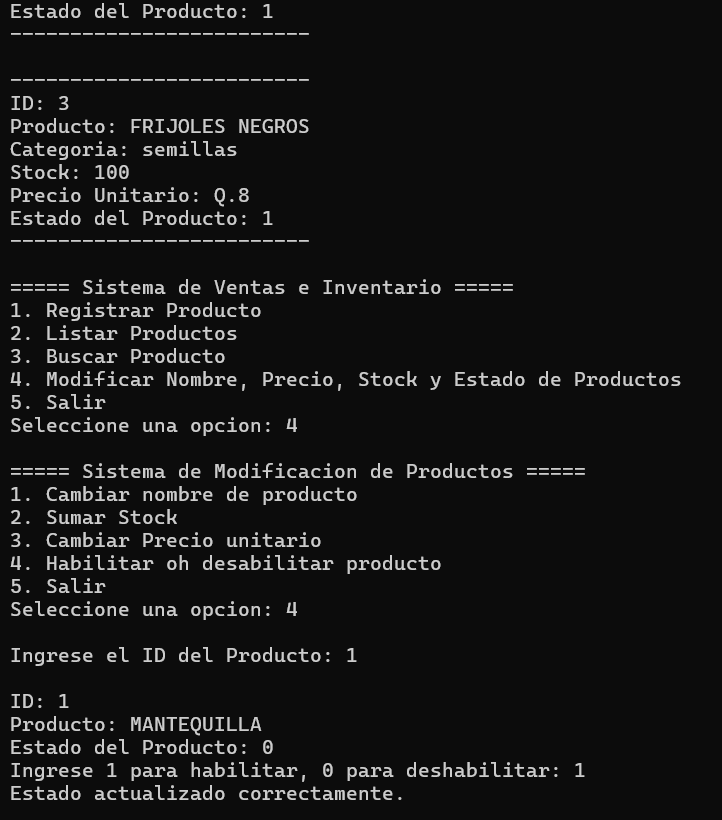 Estado del Producto: 1
-------------------------
-------------------------
ID: 3
Producto: FRIJOLES NEGROS
Categoria: semillas
Stock: 100
Precio Unitario: Q.8
Estado del Producto: 1
-------------------------
===== Sistema de Ventas e Inventario =====
1. Registrar Producto
2. Listar Productos
3. Buscar Producto
4. Modificar Nombre, Precio, Stock y Estado de Productos
5. Salir
Seleccione una opcion: 4
===== Sistema de Modificacion de Productos =====
1. Cambiar nombre de producto
2. Sumar Stock
3. Cambiar Precio unitario
4. Habilitar oh desabilitar producto
5. Salir
Seleccione una opcion: 4
Ingrese el ID del Producto: 1
ID: 1
Producto: MANTEQUILLA
Estado del Producto: 0
Ingrese 1 para habilitar, 0 para deshabilitar: 1
Estado actualizado correctamente.